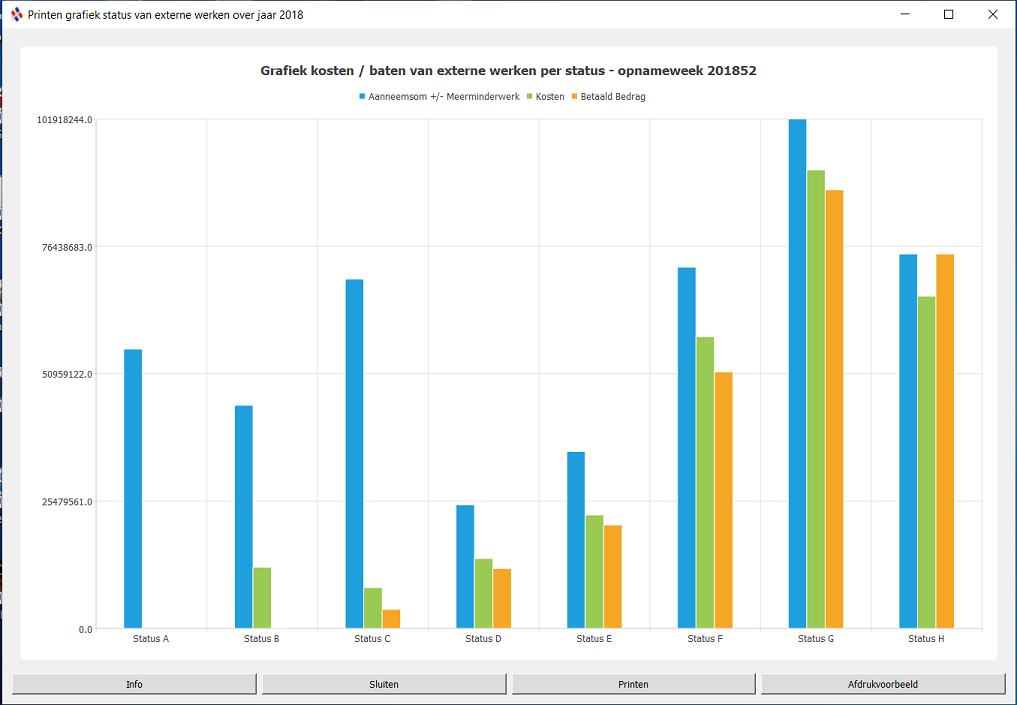 Printen grafiek status van externe werken over jaar 2018
Grafiek kosten / baten van externe werken per status - opnameweek 201852
Aanneemsom +/- Meerminderwerk Kosten Betaald Bedrag
101918244.0
76438683.0
50959122.0
25479561.0
0.0
Status A Status B Status C Status D Status E Status F Status G Status H
Info Sluiten Printen Afdrukvoorbeeld